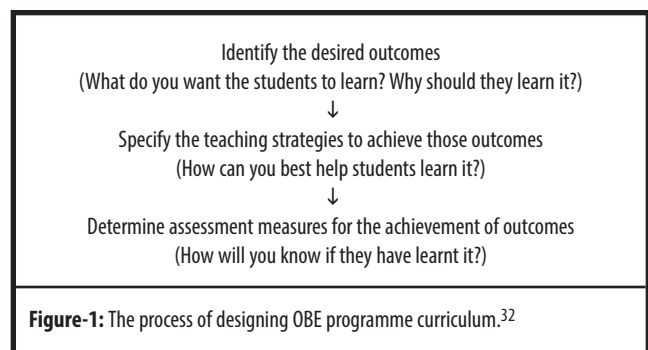 Identify the desired outcomes
(What do you want the students to learn? Why should they learn it?)
↓
Specify the teaching strategies to achieve those outcomes
(How can you best help students learn it?)
↓
Determine assessment measures for the achievement of outcomes
(How will you know if they have learnt it?)
Figure-1: The process of designing OBE programme curriculum.32